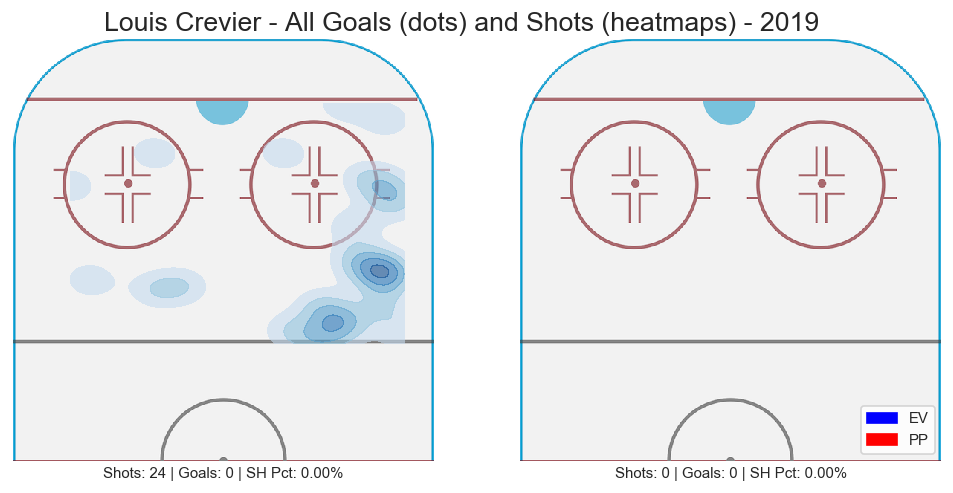 Louis Crevier - All Goals (dots) and Shots (heatmaps) - 2019
EV
PP
Shots: 24 | Goals: 0 | SH Pct: 0.00%
Shots: 0 | Goals: 0 | SH Pct: 0.00%